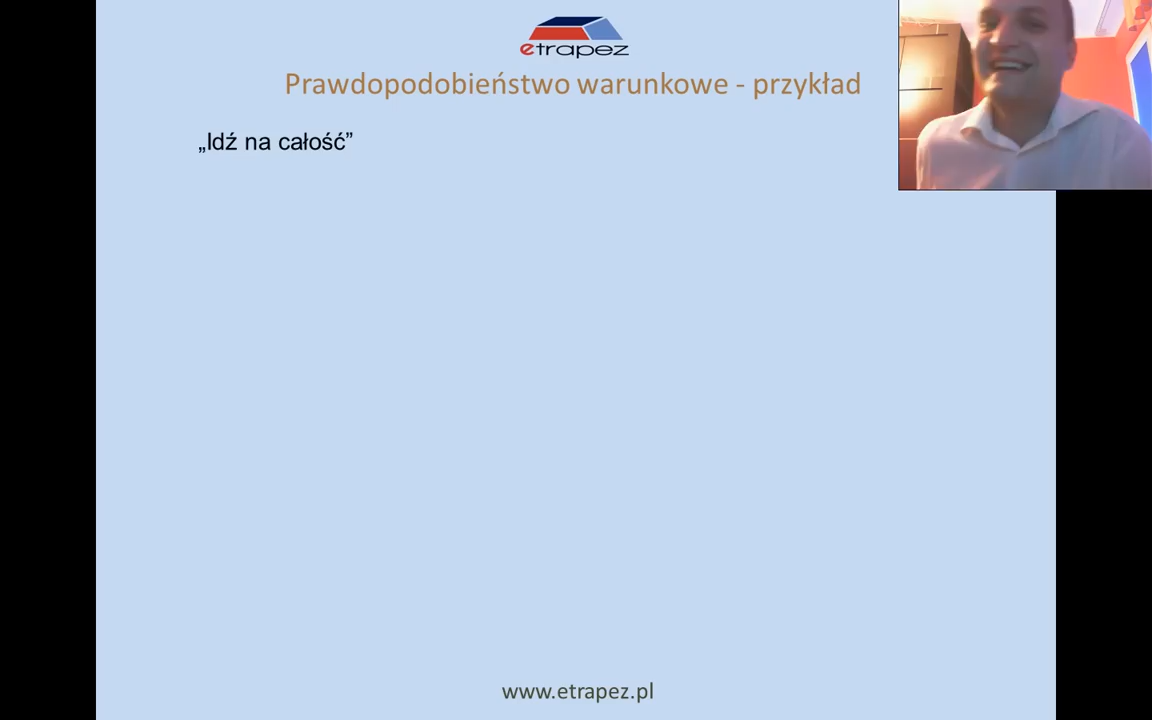 etrapez
Prawdopodobieństwo warunkowe - przykład
„Idź na całość”
www.etrapez.pl